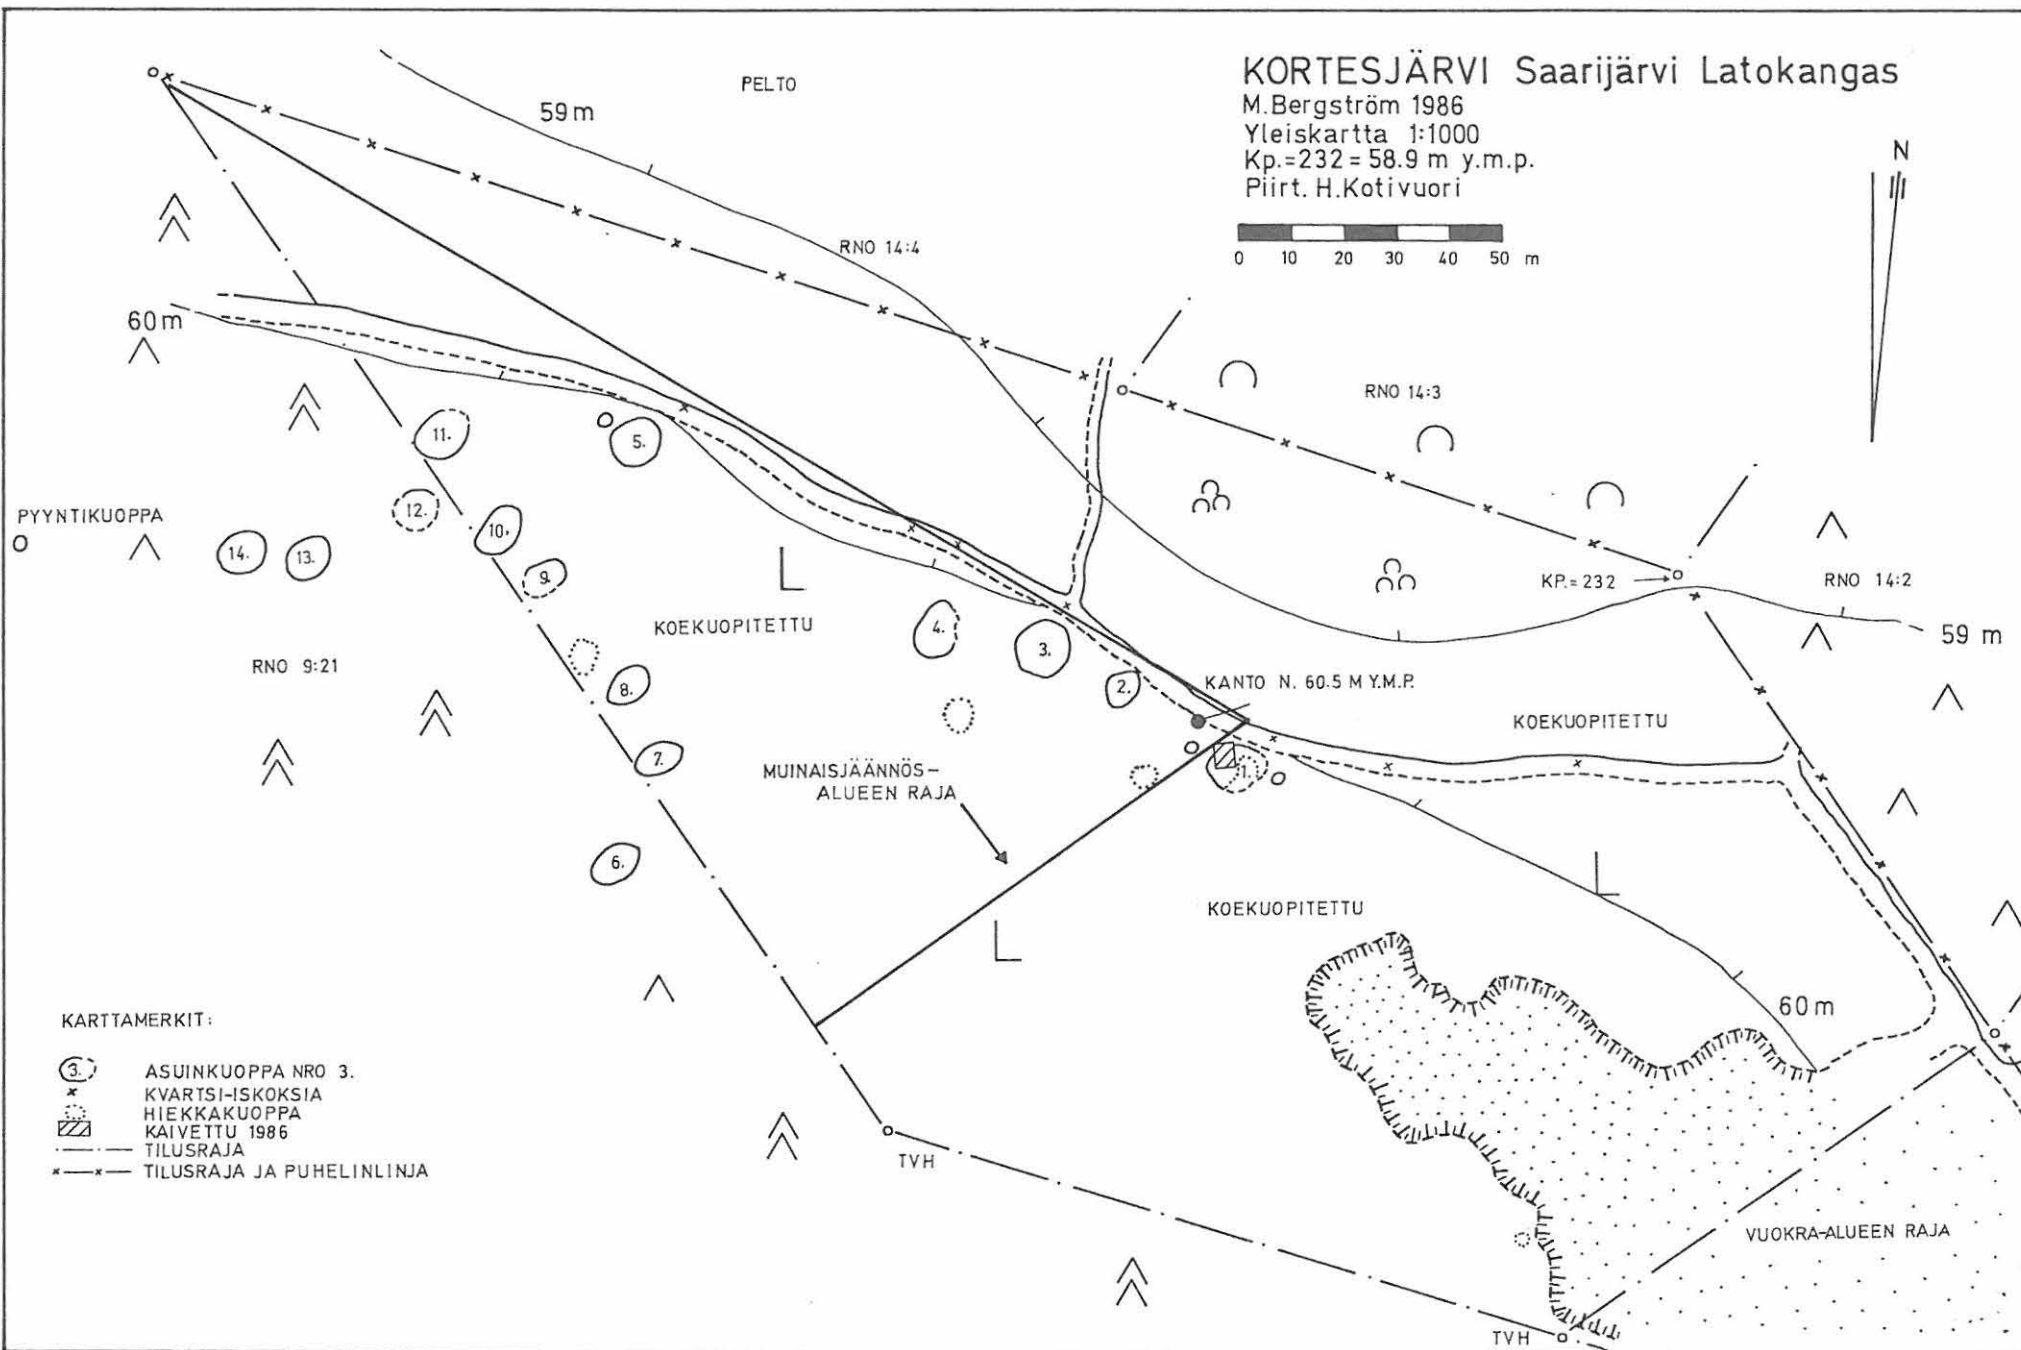 KORTESJÄRVI Saarijärvi Latokangas
M.Bergström 1986
Yleiskartta 1:1000
Kp.=232 = 58.9 m y.m.p.
Piirt. H.Kotivuori
0 10 20 30 40 50 m
N
PELTO
59 m
RNO 14:4
60 m
RNO 14:3
11.
5.
12.
10.
PYYNTIKUOPPA
14.
13.
9.
KP.= 232
RNO 14:2
KOEKUOPITETTU
4.
3.
59 m
RNO 9:21
8.
2.
KANTO N. 60.5 M Y.M.P.
KOEKUOPITETTU
7.
1.
MUINAISJÄÄNNÖS-
ALUEEN RAJA
6.
KOEKUOPITETTU
60 m
KARTTAMERKIT:
3. ASUINKUOPPA NRO 3.
x KVARTSI-ISKOKSIA
HIEKKAKUOPPA
KAIVETTU 1986
TILUSRAJA
TILUSRAJA JA PUHELINLINJA
TVH
VUOKRA-ALUEEN RAJA
TVH